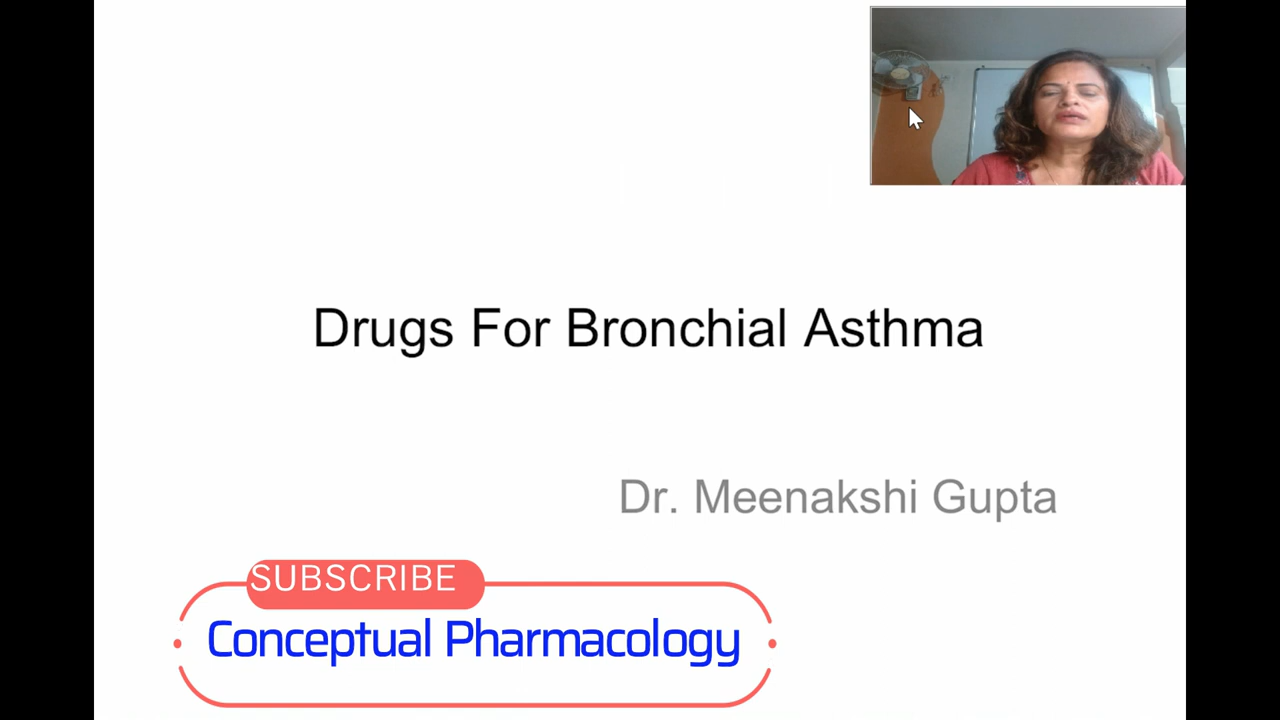 Drugs For Bronchial Asthma
Dr. Meenakshi Gupta
SUBSCRIBE
Conceptual Pharmacology